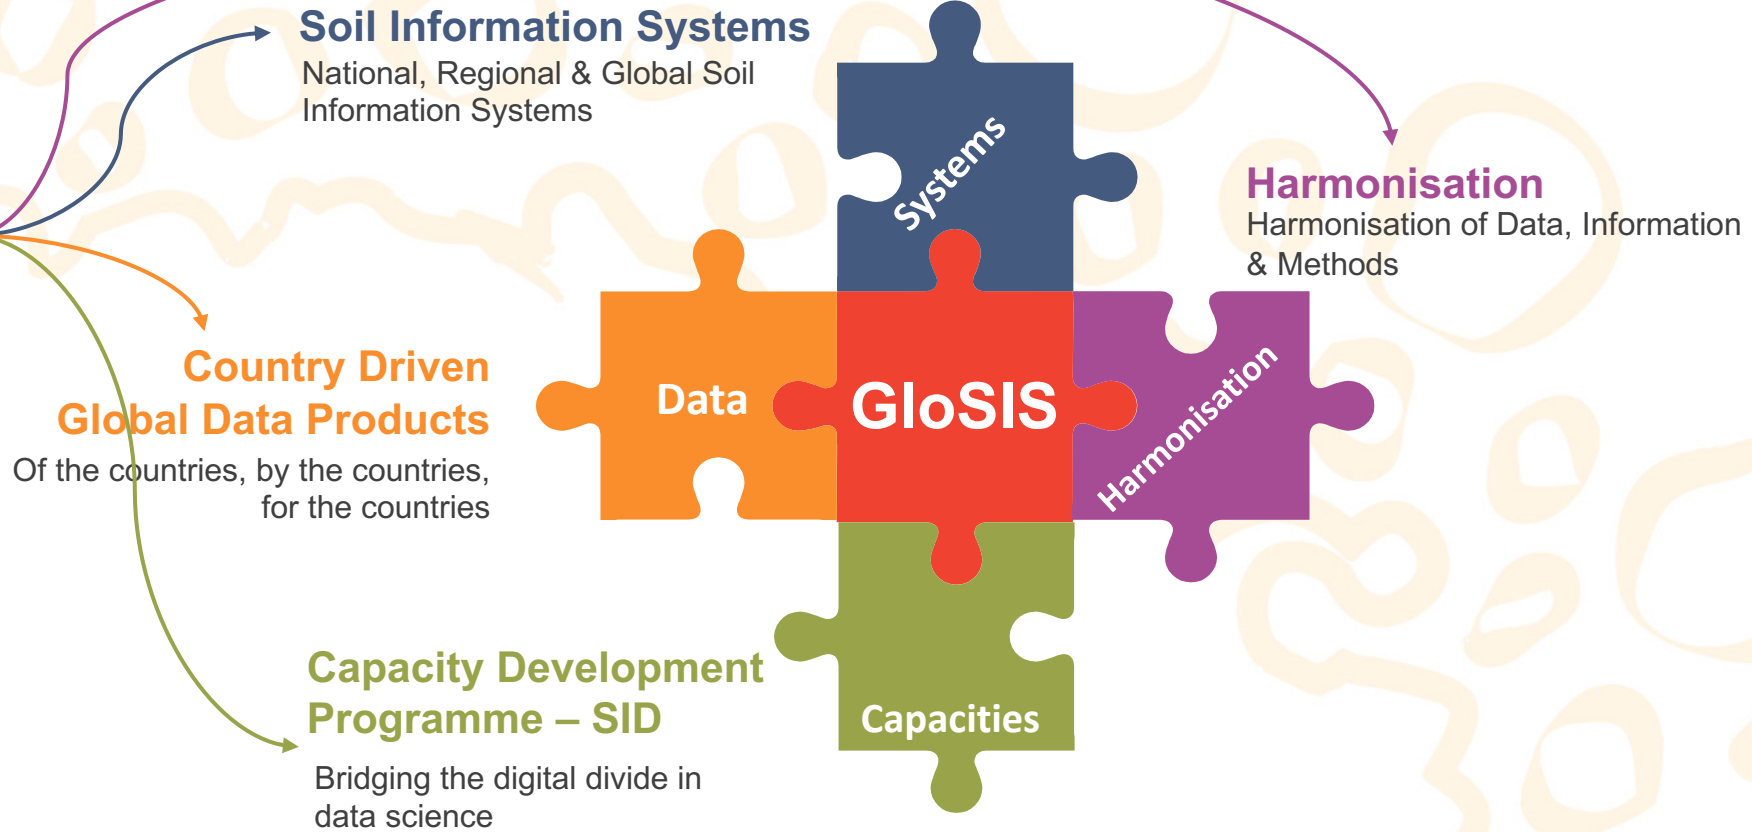 Soil Information Systems
National, Regional & Global Soil
Information Systems
Systems
Harmonisation
Harmonisation of Data, Information
& Methods
Country Driven
Global Data Products
Of the countries, by the countries,
for the countries
Data
GloSIS
Harmonisation
Capacity Development
Programme – SID
Bridging the digital divide in
data science
Capacities